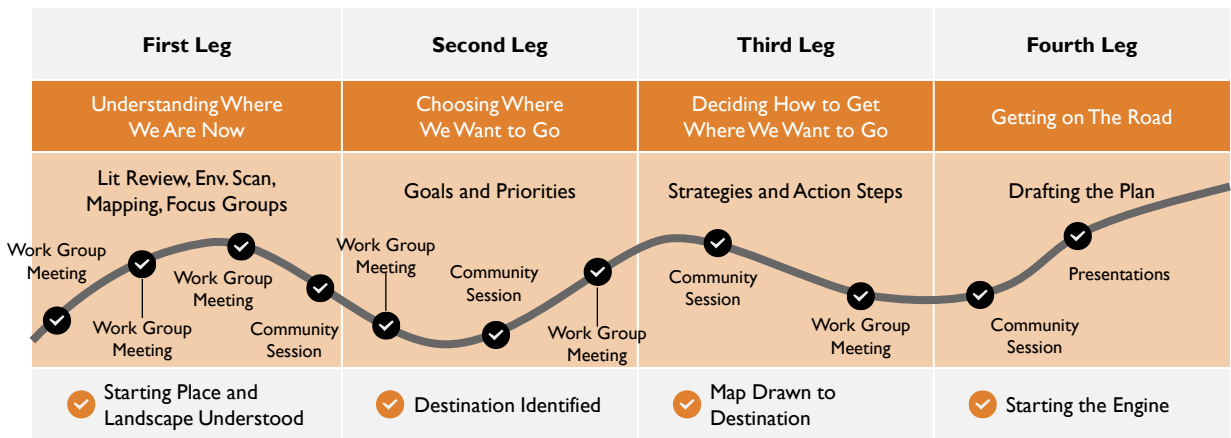 First Leg
Second Leg
Third Leg
Fourth Leg
Understanding Where
We Are Now
Choosing Where
We Want to Go
Deciding How to Get
Where We Want to Go
Getting on The Road
Lit Review, Env. Scan,
Mapping, Focus Groups
Goals and Priorities
Strategies and Action Steps
Drafting the Plan
Work Group
Meeting
Work Group
Meeting
Work Group
Meeting
Community
Session
Work Group
Meeting
Community
Session
Work Group
Meeting
Community
Session
Work Group
Meeting
Community
Session
Presentations
Starting Place and
Landscape Understood
Destination Identified
Map Drawn to
Destination
Starting the Engine